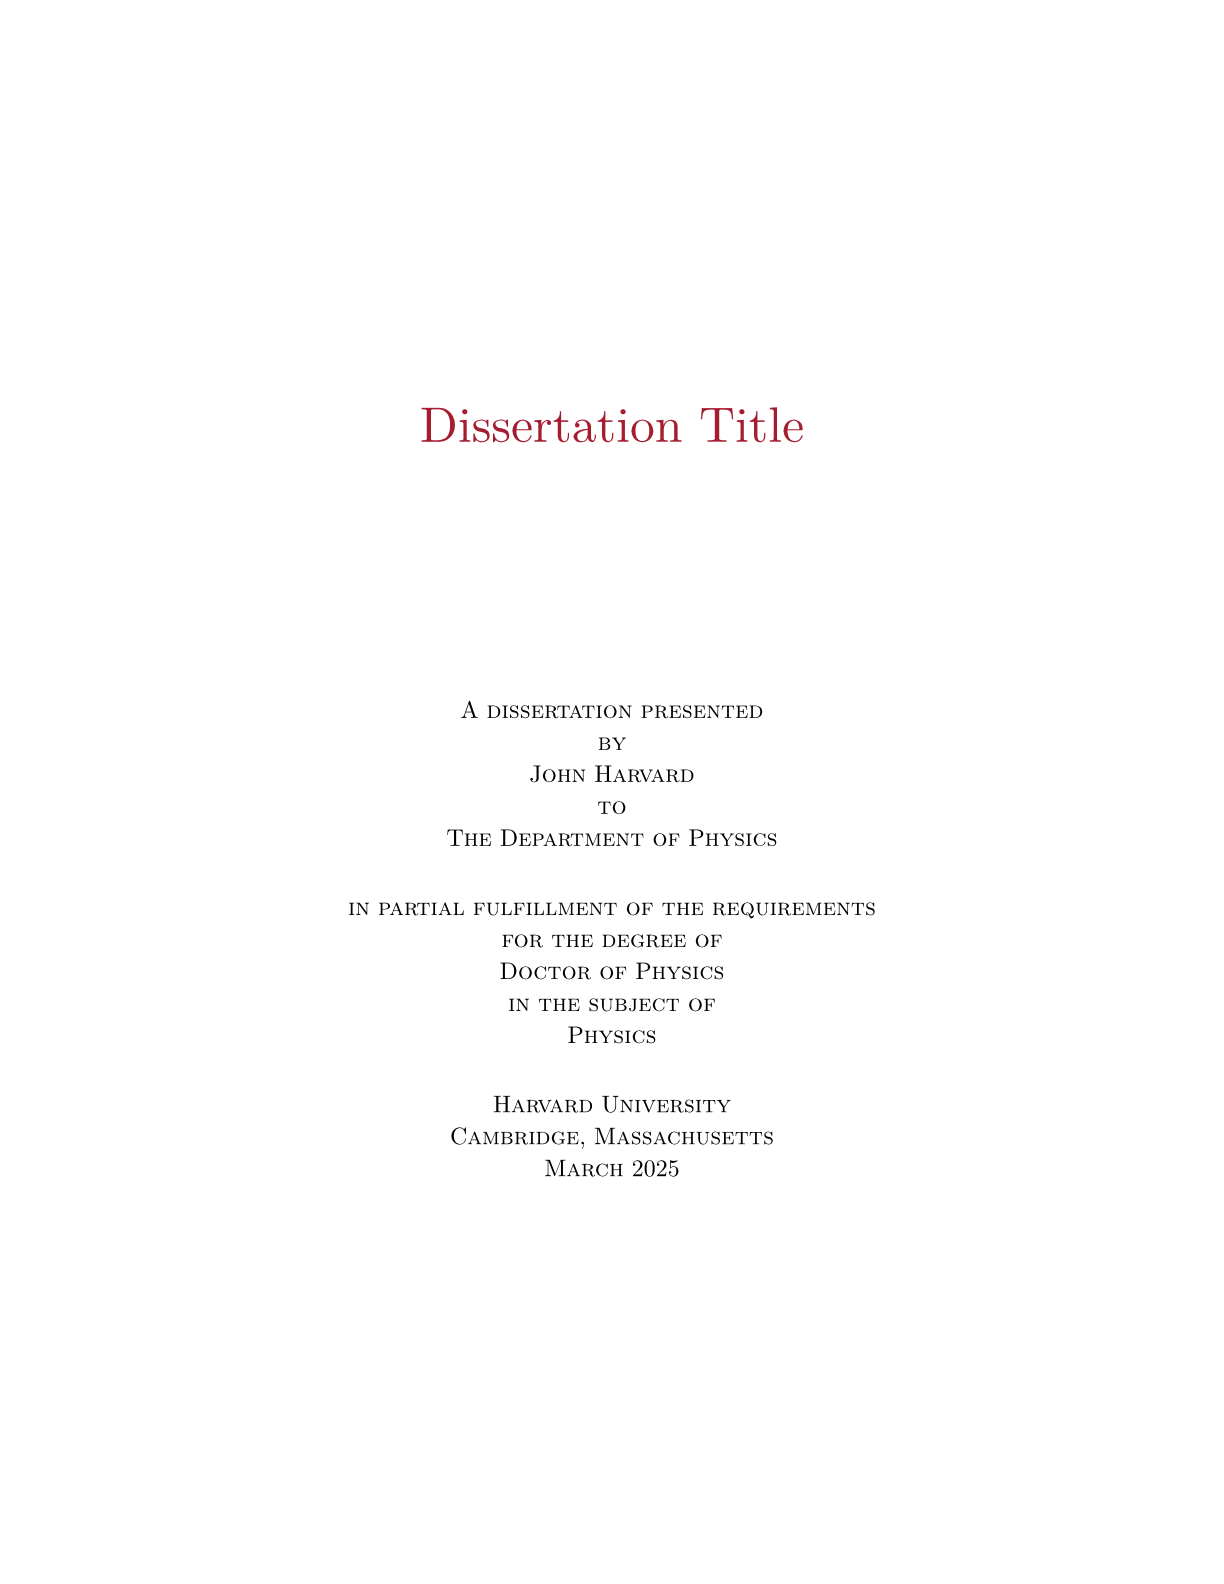 Dissertation Title
A dissertation presented
by
John Harvard
to
The Department of Physics
in partial fulfillment of the requirements
for the degree of
Doctor of Physics
in the subject of
Physics
Harvard University
Cambridge, Massachusetts
March 2025